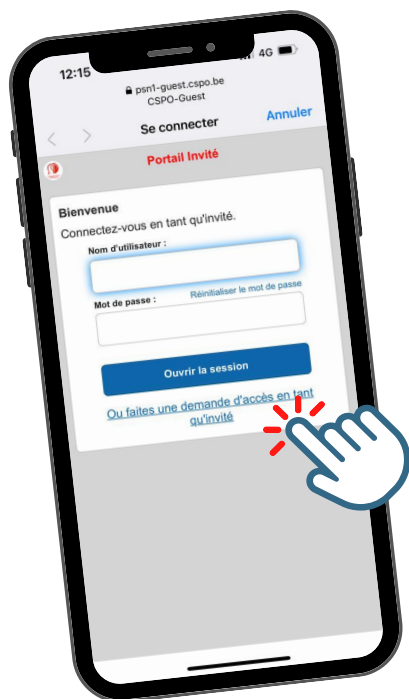 12:15
4G
psn1-guest.cspo.be
CSPO-Guest
Se connecter
Annuler
Portail Invité
Bienvenue
Connectez-vous en tant qu'invité.
Nom d'utilisateur :
Mot de passe :
Réinitialiser le mot de passe
Ouvrir la session
Ou faites une demande d'accès en tant
qu'invité